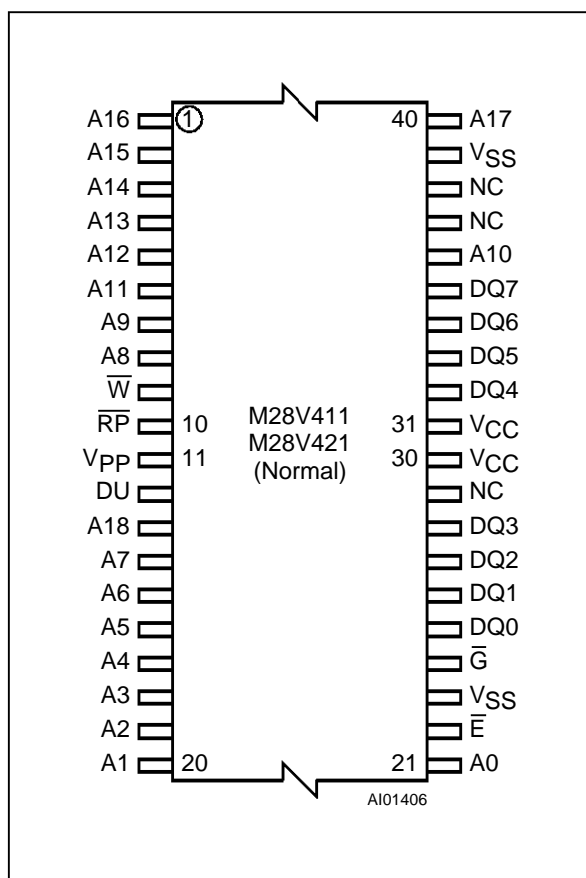 A16 ① 40 A17
A15 VSS
A14 NC
A13 NC
A12 A10
A11 DQ7
A9 DQ6
A8 DQ5
W̅ DQ4
R̅P̅ 10 M28V411 31 VCC
VPP 11 M28V421 30 VCC
DU (Normal) NC
A18 DQ3
A7 DQ2
A6 DQ1
A5 DQ0
A4 G̅
A3 VSS
A2 E̅
A1 20 21 A0
AI01406